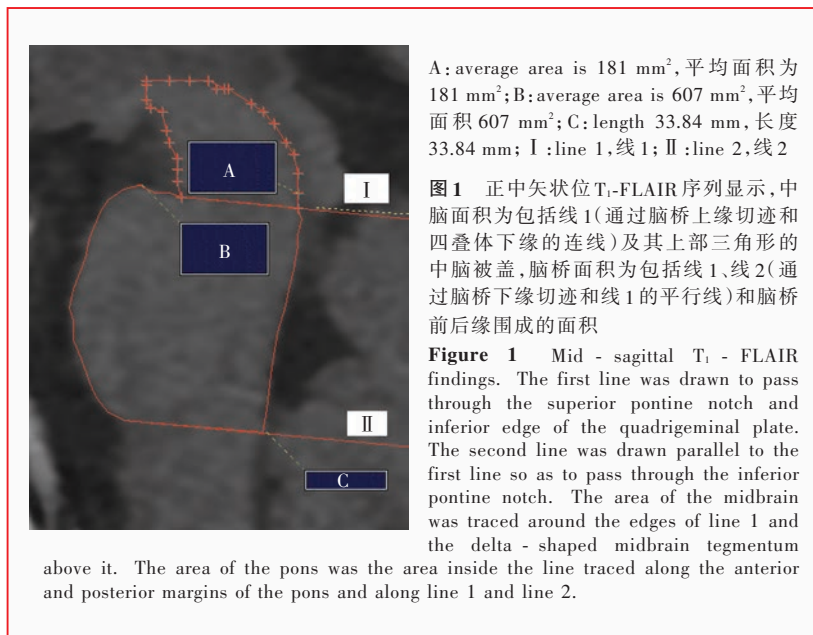 A
Ⅰ
B
Ⅱ
C
A:average area is 181 mm²,平均面积为
181 mm²;B:average area is 607 mm²,平均
面积607 mm²;C:length 33.84 mm,长度
33.84 mm;Ⅰ:line 1,线1;Ⅱ:line 2,线2
图1 正中矢状位T₁-FLAIR序列显示,中
脑面积为包括线1(通过脑桥上缘切迹和
四叠体下缘的连线)及其上部三角形的
中脑被盖,脑桥面积为包括线1、线2(通
过脑桥下缘切迹和线1的平行线)和脑桥
前后缘围成的面积
Figure 1 Mid - sagittal T₁ - FLAIR
findings. The first line was drawn to pass
through the superior pontine notch and
inferior edge of the quadrigeminal plate.
The second line was drawn parallel to the
first line so as to pass through the inferior
pontine notch. The area of the midbrain
was traced around the edges of line 1 and
the delta - shaped midbrain tegmentum
above it. The area of the pons was the area inside the line traced along the anterior
and posterior margins of the pons and along line 1 and line 2.